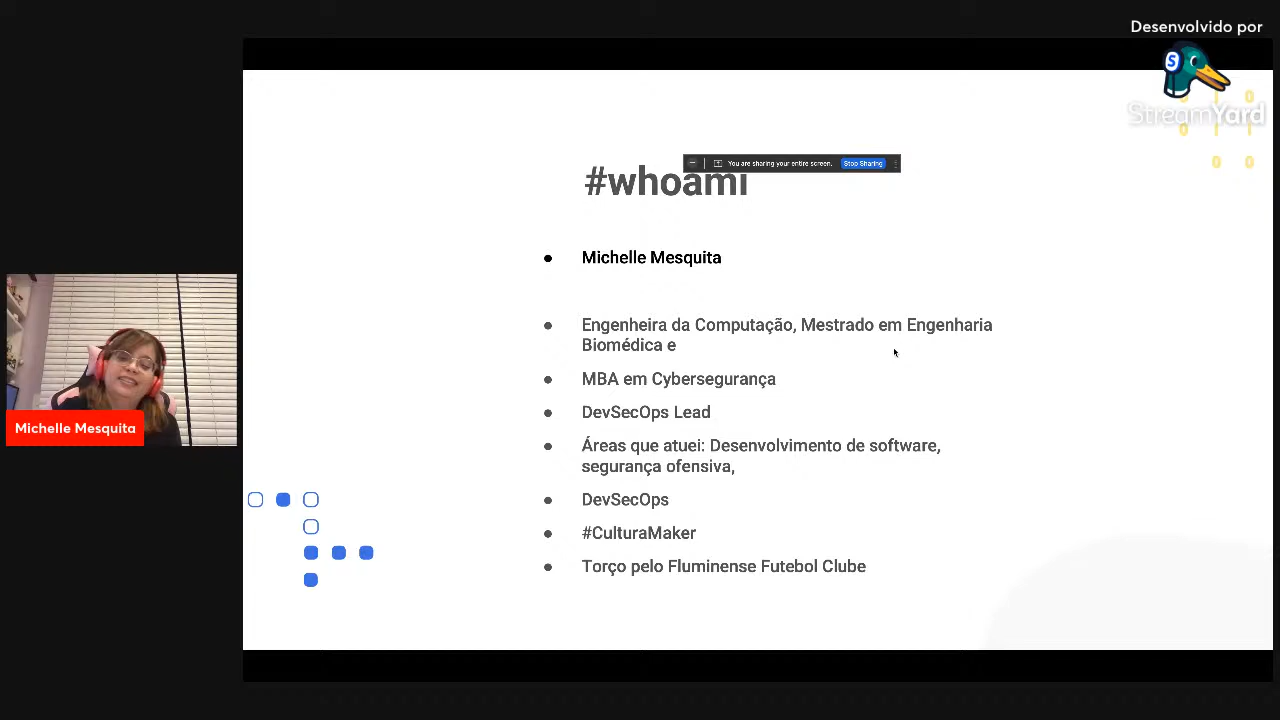 Desenvolvido por
StreamYard
You are sharing your entire screen. Stop Sharing
#whoami
Michelle Mesquita
Engenheira da Computação, Mestrado em Engenharia
Biomédica e
MBA em Cybersegurança
DevSecOps Lead
Áreas que atuei: Desenvolvimento de software,
segurança ofensiva,
DevSecOps
#CulturaMaker
Torço pelo Fluminense Futebol Clube
Michelle Mesquita